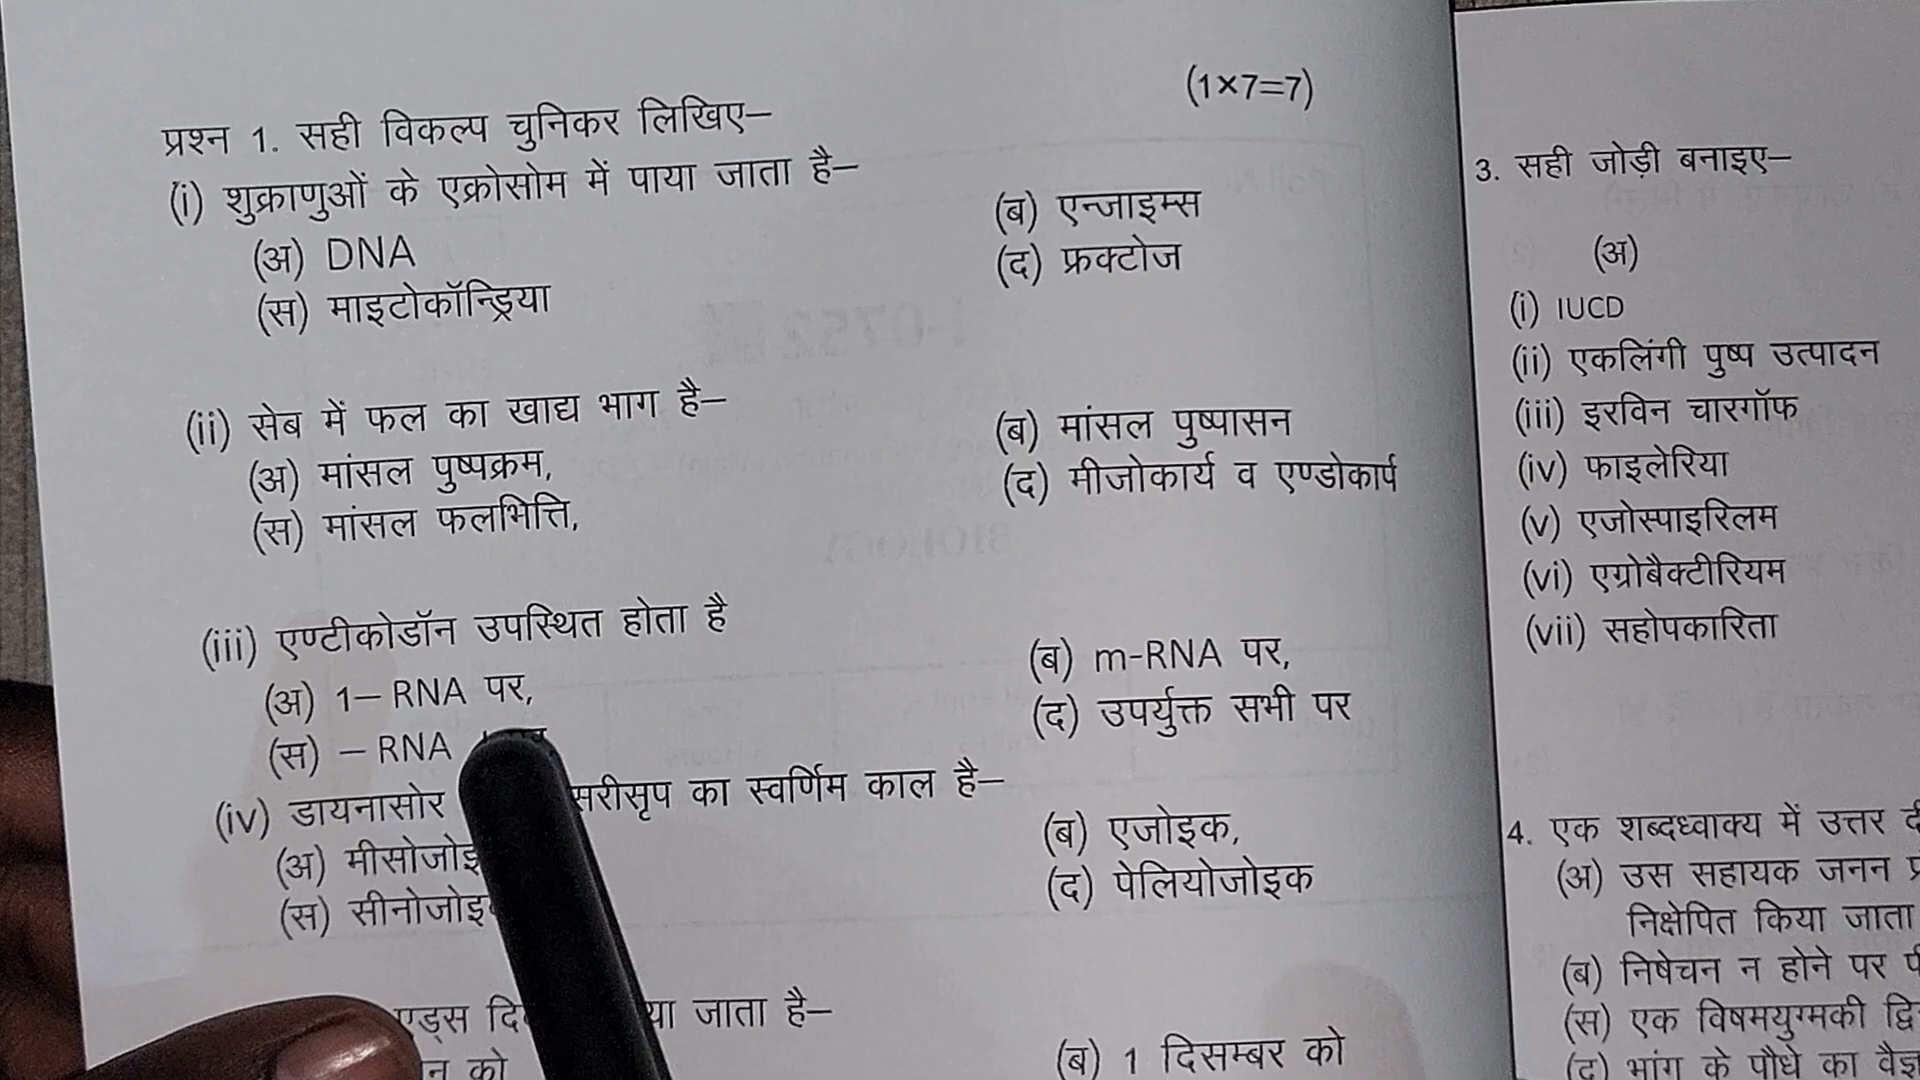 (1×7=7)
प्रश्न 1. सही विकल्प चुनिकर लिखिए–
(i) शुक्राणुओं के एक्रोसोम में पाया जाता है–
(अ) DNA
(ब) एन्जाइम्स
(स) माइटोकॉन्ड्रिया
(द) फ्रक्टोज
(ii) सेब में फल का खाद्य भाग है–
(अ) मांसल पुष्पक्रम,
(ब) मांसल पुष्पासन
(स) मांसल फलभित्ति,
(द) मीजोकार्य व एण्डोकार्प
(iii) एण्टीकोडॉन उपस्थित होता है
(अ) 1– RNA पर,
(ब) m-RNA पर,
(स) – RNA
(द) उपर्युक्त सभी पर
(iv) डायनासोर सरीसृप का स्वर्णिम काल है–
(अ)
(ब) एजोइक,
(स)
(द) पेलियोजोइक
एड्स जाता है–
को
(ब) 1 दिसम्बर को
3. सही जोड़ी बनाइए–
(अ)
(i) IUCD
(ii) एकलिंगी पुष्प उत्पादन
(iii) इरविन चारगॉफ
(iv) फाइलेरिया
(v) एजोस्पाइरिलम
(vi) एग्रोबैक्टीरियम
(vii) सहोपकारिता
4. एक शब्दध्वाक्य में उत्तर
(अ) उस सहायक जनन
निक्षेपित किया जाता
(ब) निषेचन न होने पर
(स) एक विषमयुग्मकी
(द) भांग के पौधे का